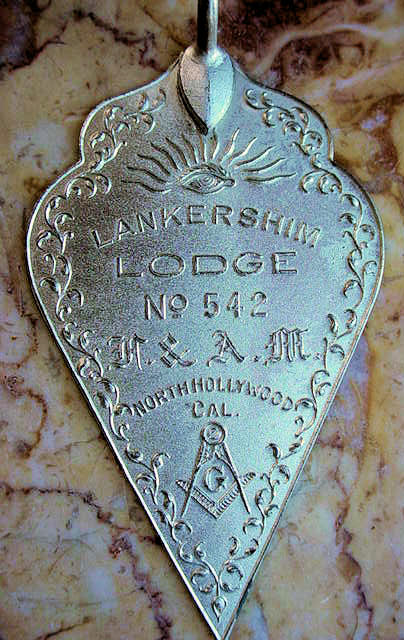 LANKERSHIM
LODGE
Nº 542
F. & A. M.
NORTH HOLLYWOOD
CAL.
G